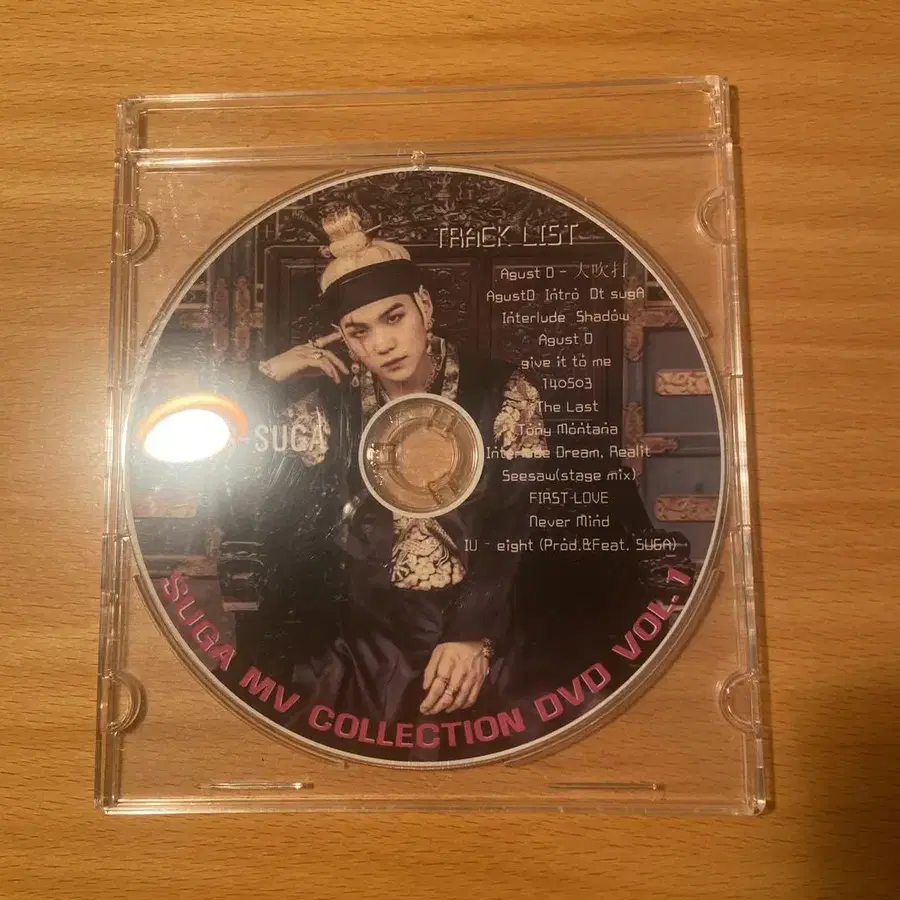 TRACK LIST
Agust D - 大吹打
AgustD Intro Dt sugA
Interlude Shadow
Agust D
give it to me
140503
The Last
Tony Montana
Interlude Dream, Realit
Seesaw(stage mix)
FIRST LOVE
Never Mind
IU - eight (Prod.&Feat. SUGA)
SUGA
SUGA MV COLLECTION DVD VOL.1